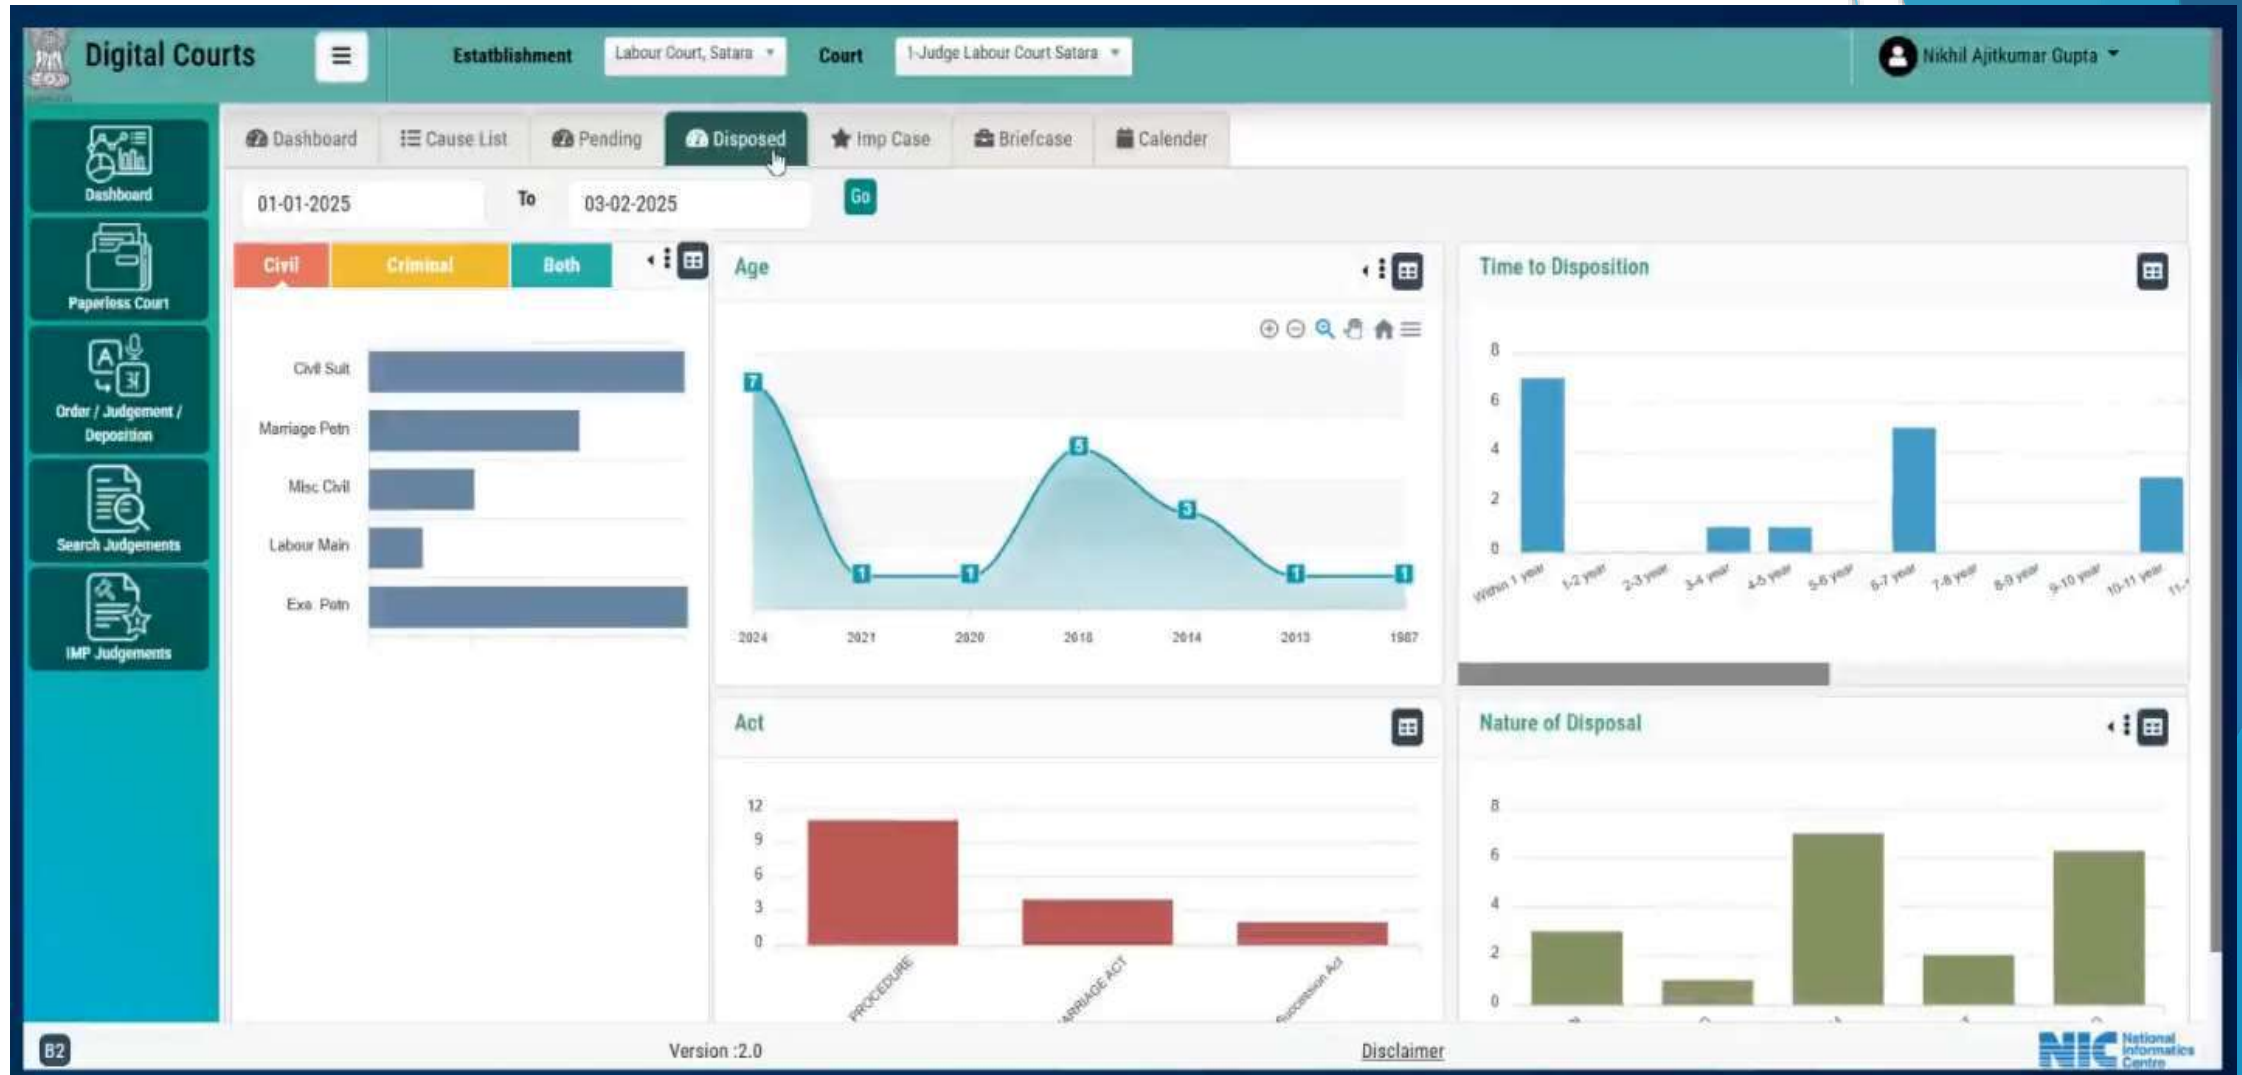 Digital Courts
Estatblishment
Labour Court, Satara
Court
1-Judge Labour Court Satara
Nikhil Ajitkumar Gupta
Dashboard
Paperless Court
Order / Judgement /
Deposition
Search Judgements
IMP Judgements
Dashboard
Cause List
Pending
Disposed
Imp Case
Briefcase
Calender
01-01-2025
To
03-02-2025
Go
Civil
Criminal
Both
Civil Suit
Marriage Petn
Misc Civil
Labour Main
Exe Petn
Age
7
1
1
5
3
1
1
2024
2021
2020
2014
2013
1987
Time to Disposition
8
6
4
2
0
Within 1 year
1-2 year
2-3 year
3-4 year
4-5 year
5-6 year
6-7 year
7-8 year
8-9 year
9-10 year
10-11 year
Act
12
9
6
3
0
PROCEDURE
ARRIAGE ACT
Succession Act
Nature of Disposal
8
6
4
2
0
B2
Version :2.0
Disclaimer
NIC National
Informatics
Centre